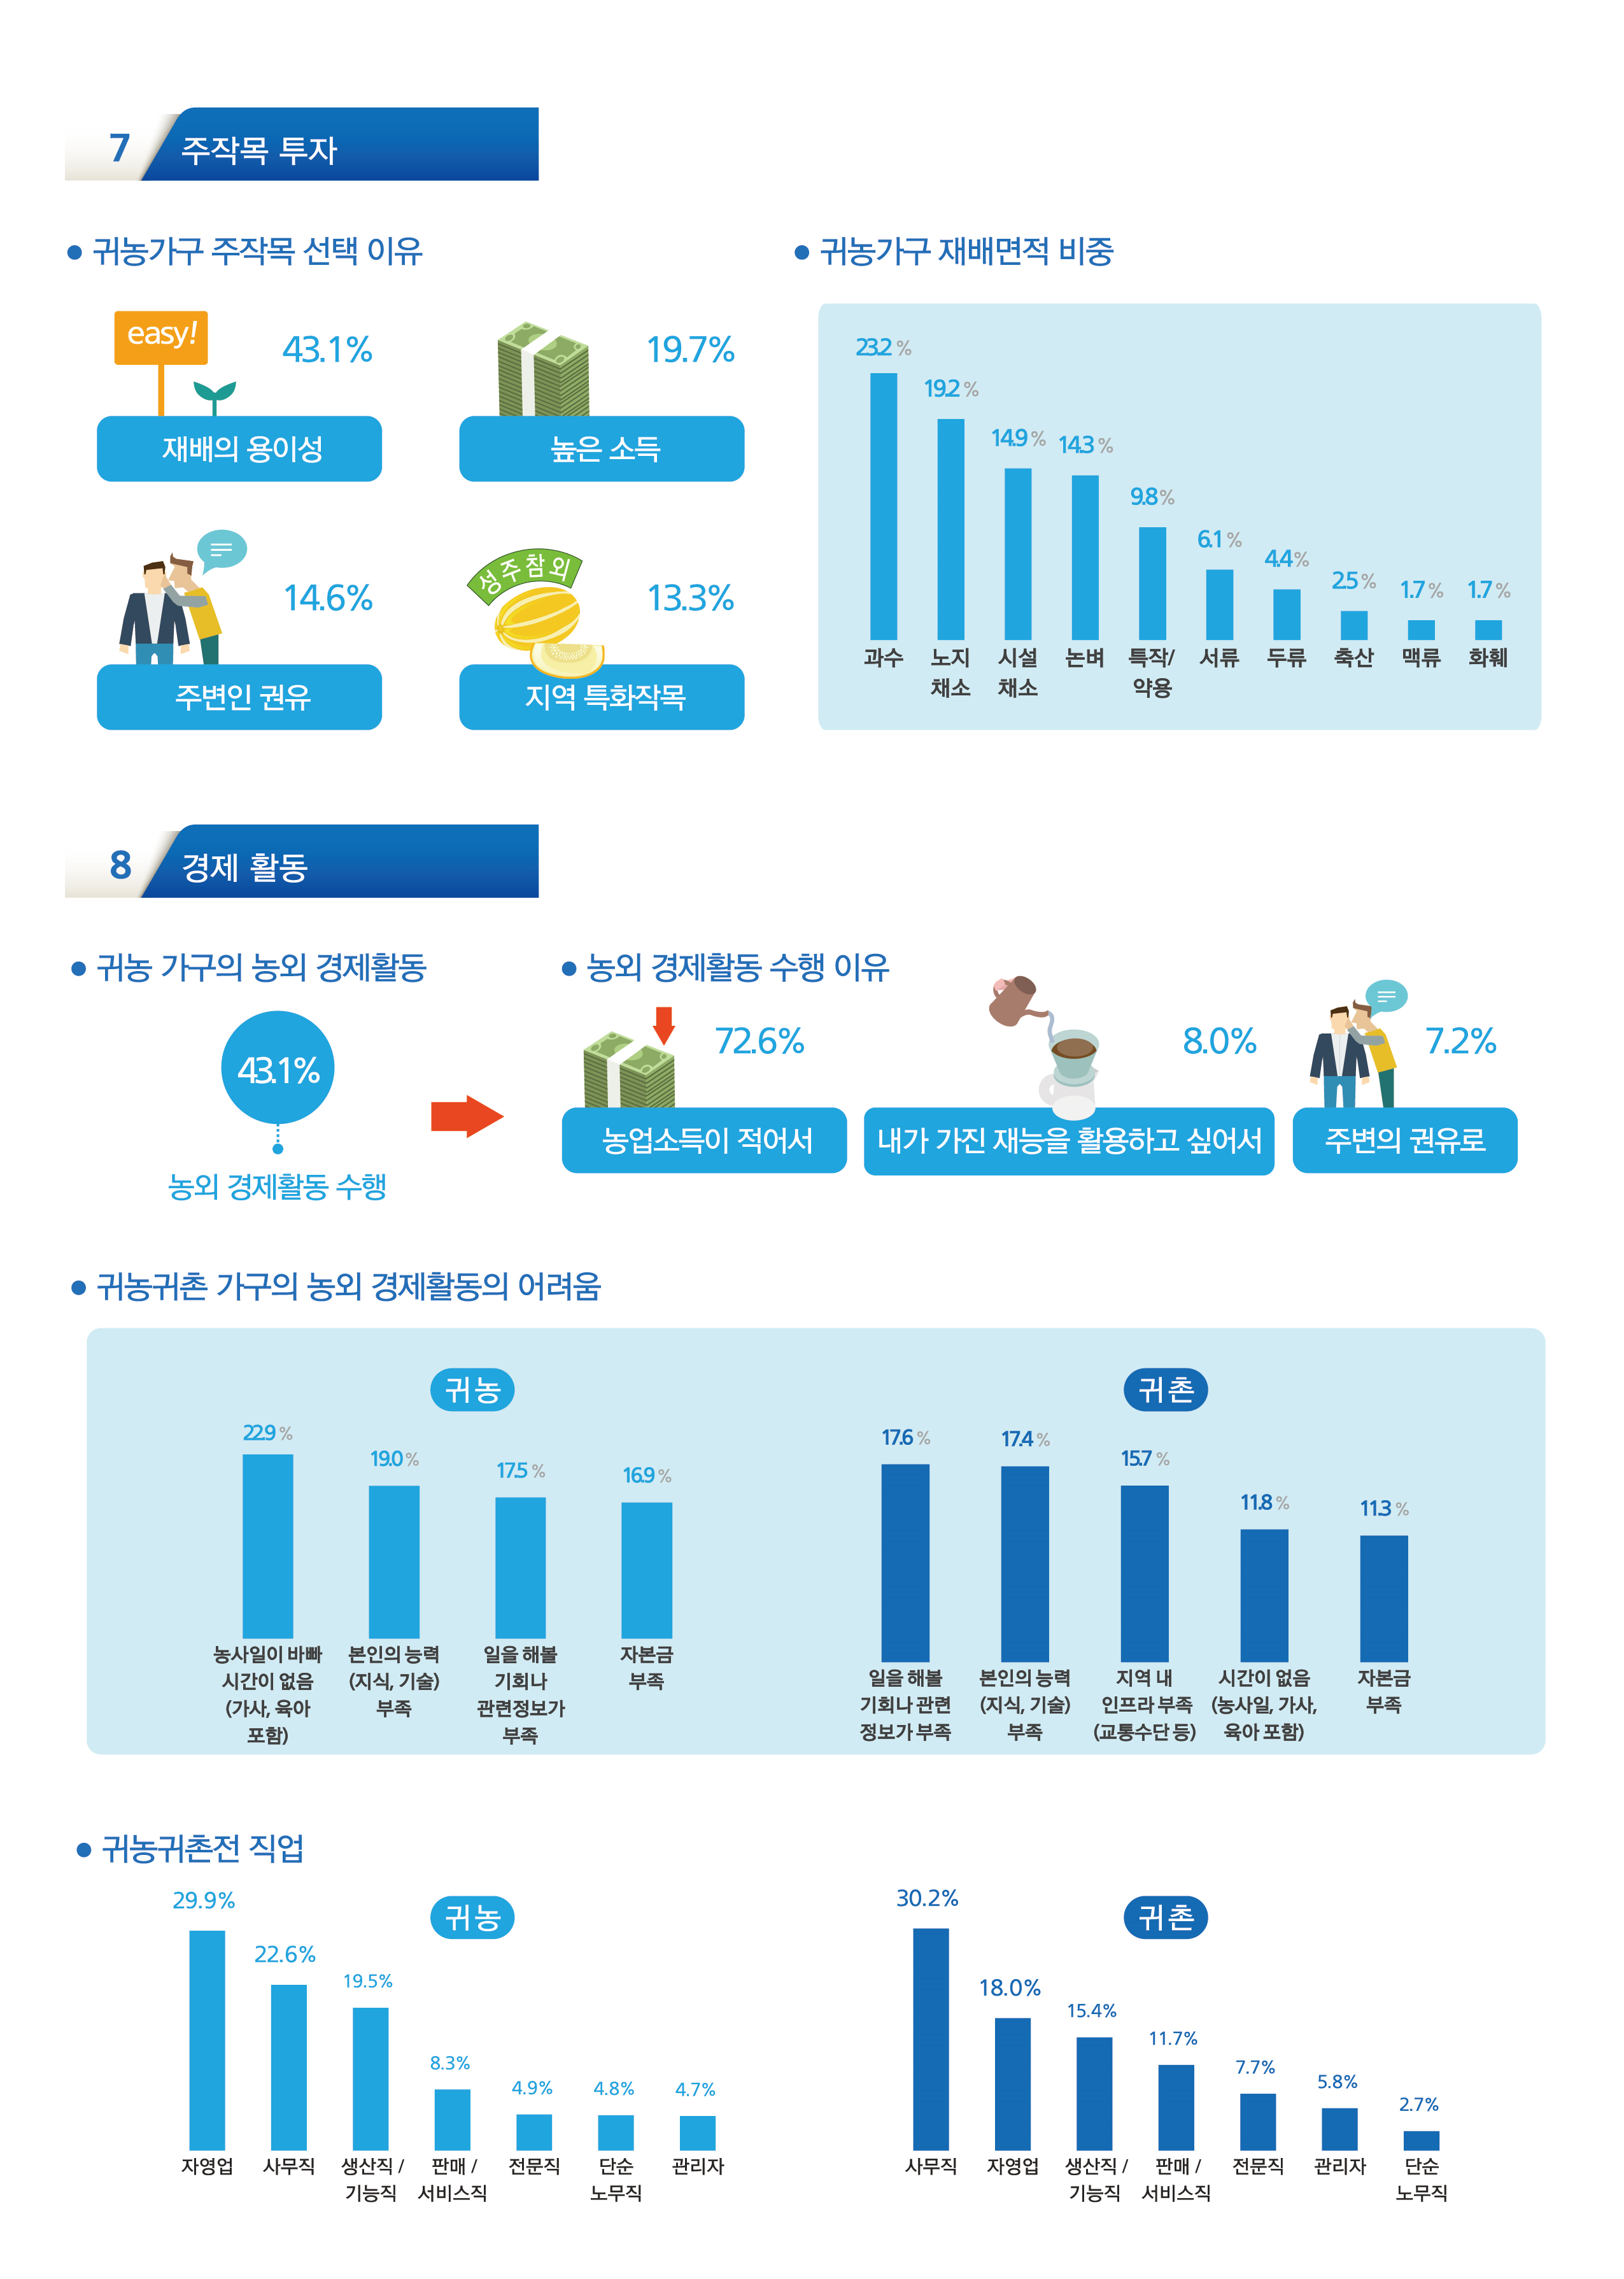 7 주작목 투자
● 귀농가구 주작목 선택 이유
easy!
43.1%
재배의 용이성
19.7%
높은 소득
14.6%
주변인 권유
성주참외
13.3%
지역 특화작목
● 귀농가구 재배면적 비중
23.2 %
19.2 %
14.9 %
14.3 %
9.8 %
6.1 %
4.4 %
2.5 %
1.7 %
1.7 %
과수
노지
채소
시설
채소
논벼
특작/
약용
서류
두류
축산
맥류
화훼
8 경제 활동
● 귀농 가구의 농외 경제활동
43.1%
농외 경제활동 수행
● 농외 경제활동 수행 이유
72.6%
농업소득이 적어서
8.0%
내가 가진 재능을 활용하고 싶어서
7.2%
주변의 권유로
● 귀농귀촌 가구의 농외 경제활동의 어려움
귀농
22.9 %
19.0 %
17.5 %
16.9 %
농사일이 바빠
시간이 없음
(가사, 육아
포함)
본인의 능력
(지식, 기술)
부족
일을 해볼
기회나
관련정보가
부족
자본금
부족
귀촌
17.6 %
17.4 %
15.7 %
11.8 %
11.3 %
일을 해볼
기회나 관련
정보가 부족
본인의 능력
(지식, 기술)
부족
지역 내
인프라 부족
(교통수단 등)
시간이 없음
(농사일, 가사,
육아 포함)
자본금
부족
● 귀농귀촌전 직업
귀농
29.9%
22.6%
19.5%
8.3%
4.9%
4.8%
4.7%
자영업
사무직
생산직 /
기능직
판매 /
서비스직
전문직
단순
노무직
관리자
귀촌
30.2%
18.0%
15.4%
11.7%
7.7%
5.8%
2.7%
사무직
자영업
생산직 /
기능직
판매 /
서비스직
전문직
관리자
단순
노무직